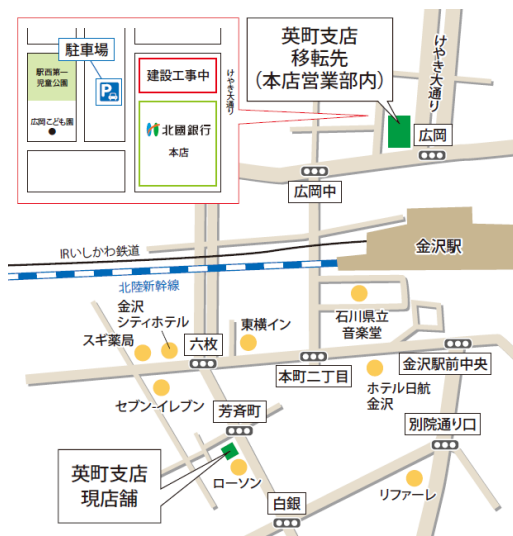 駐車場
駅西第一
児童公園
P
広岡こども園
建設工事中
北國銀行
本店
けやき大通り
英町支店
移転先
(本店営業部内)
けやき大通り
広岡
広岡中
IRいしかわ鉄道
北陸新幹線
金沢駅
金沢
シティホテル
スギ薬局
六枚
東横イン
石川県立
音楽堂
本町二丁目
金沢駅前中央
セブン-イレブン
ホテル日航
金沢
芳斉町
別院通り口
英町支店
現店舗
ローソン
白銀
リファーレ